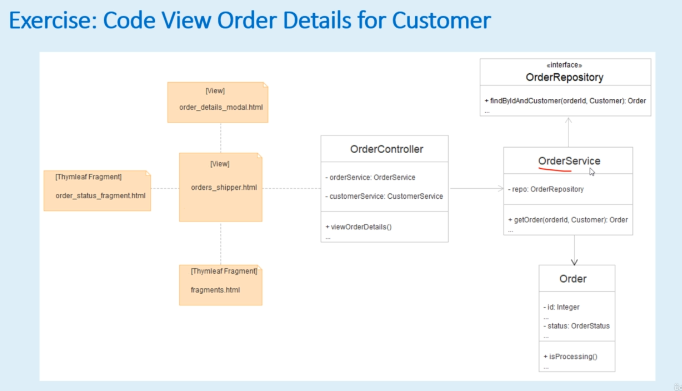 Exercise: Code View Order Details for Customer
«interface»
OrderRepository
+ findByIdAndCustomer(orderId, Customer): Order
...
[View]
order_details_modal.html
OrderController
- orderService: OrderService
- customerService: CustomerService
+ viewOrderDetails()
...
OrderService
- repo: OrderRepository
+ getOrder(orderId, Customer): Order
...
[View]
orders_shipper.html
[Thymleaf Fragment]
order_status_fragment.html
[Thymleaf Fragment]
fragments.html
Order
- id: Integer
...
- status: OrderStatus
...
+ isProcessing()
...